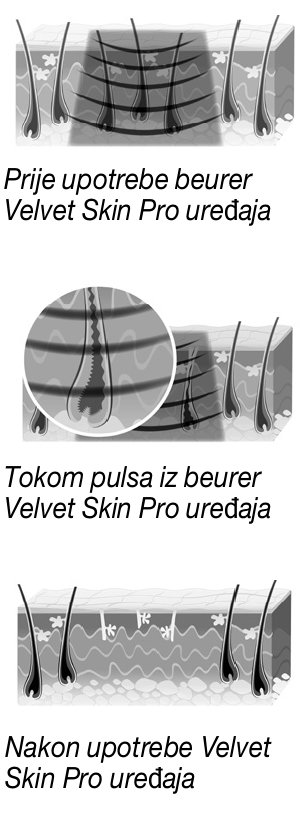 Prije upotrebe beurer
Velvet Skin Pro uređaja
Tokom pulsa iz beurer
Velvet Skin Pro uređaja
Nakon upotrebe Velvet
Skin Pro uređaja